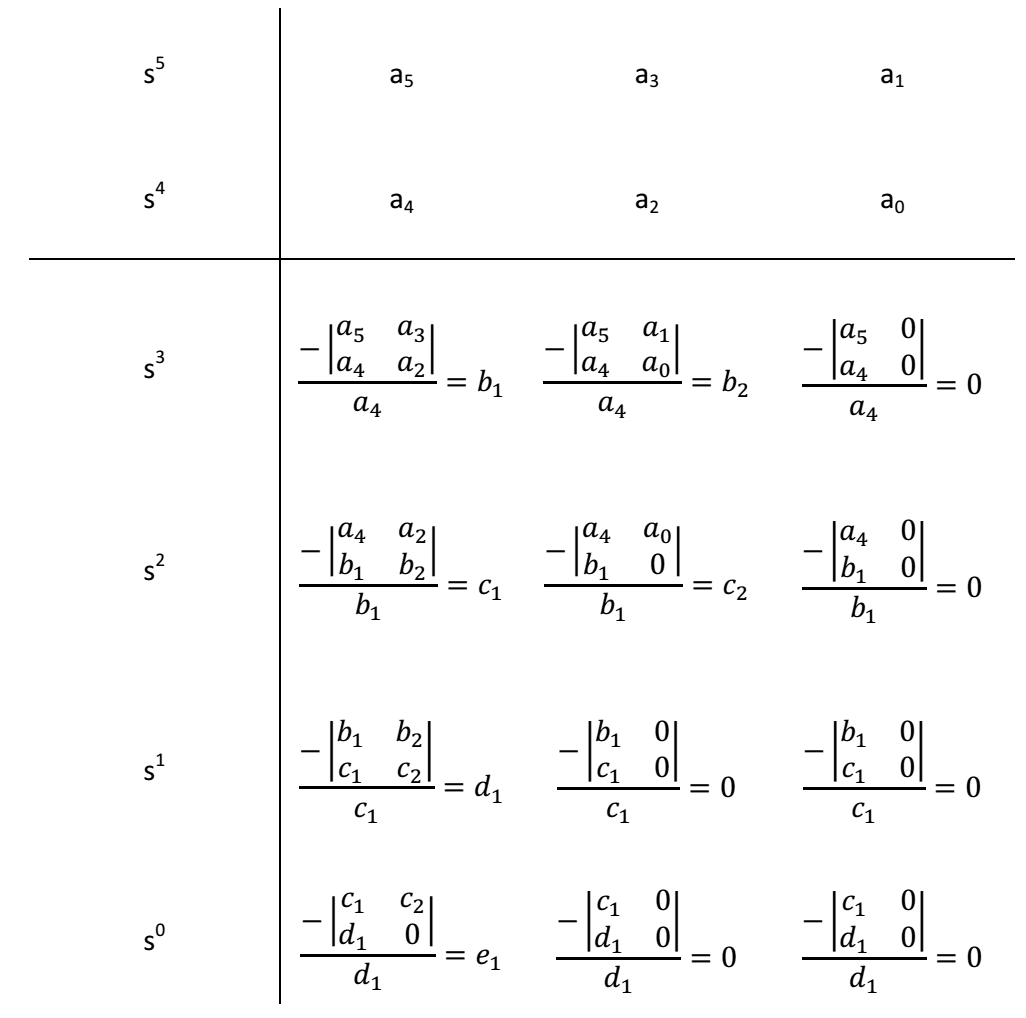 s⁵ a₅ a₃ a₁
s⁴ a₄ a₂ a₀
s³ −|a₅ a₃; a₄ a₂| / a₄ = b₁ −|a₅ a₁; a₄ a₀| / a₄ = b₂ −|a₅ 0; a₄ 0| / a₄ = 0
s² −|a₄ a₂; b₁ b₂| / b₁ = c₁ −|a₄ a₀; b₁ 0| / b₁ = c₂ −|a₄ 0; b₁ 0| / b₁ = 0
s¹ −|b₁ b₂; c₁ c₂| / c₁ = d₁ −|b₁ 0; c₁ 0| / c₁ = 0 −|b₁ 0; c₁ 0| / c₁ = 0
s⁰ −|c₁ c₂; d₁ 0| / d₁ = e₁ −|c₁ 0; d₁ 0| / d₁ = 0 −|c₁ 0; d₁ 0| / d₁ = 0